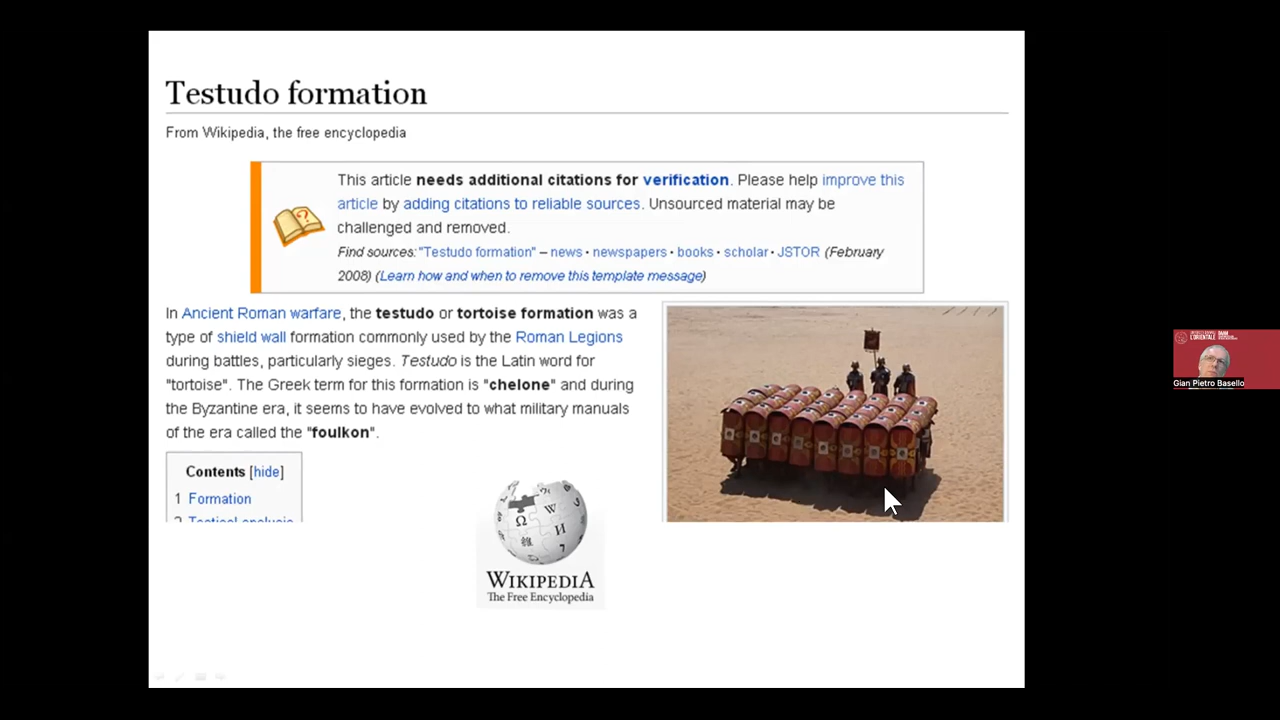 Testudo formation
From Wikipedia, the free encyclopedia
This article needs additional citations for verification. Please help improve this
article by adding citations to reliable sources. Unsourced material may be
challenged and removed.
Find sources: "Testudo formation" – news · newspapers · books · scholar · JSTOR (February
2008) (Learn how and when to remove this template message)
In Ancient Roman warfare, the testudo or tortoise formation was a
type of shield wall formation commonly used by the Roman Legions
during battles, particularly sieges. Testudo is the Latin word for
"tortoise". The Greek term for this formation is "chelone" and during
the Byzantine era, it seems to have evolved to what military manuals
of the era called the "foulkon".
Contents [hide]
1 Formation
2 Tactical analysis
WIKIPEDIA
The Free Encyclopedia
L'ORIENTALE
Gian Pietro Basello